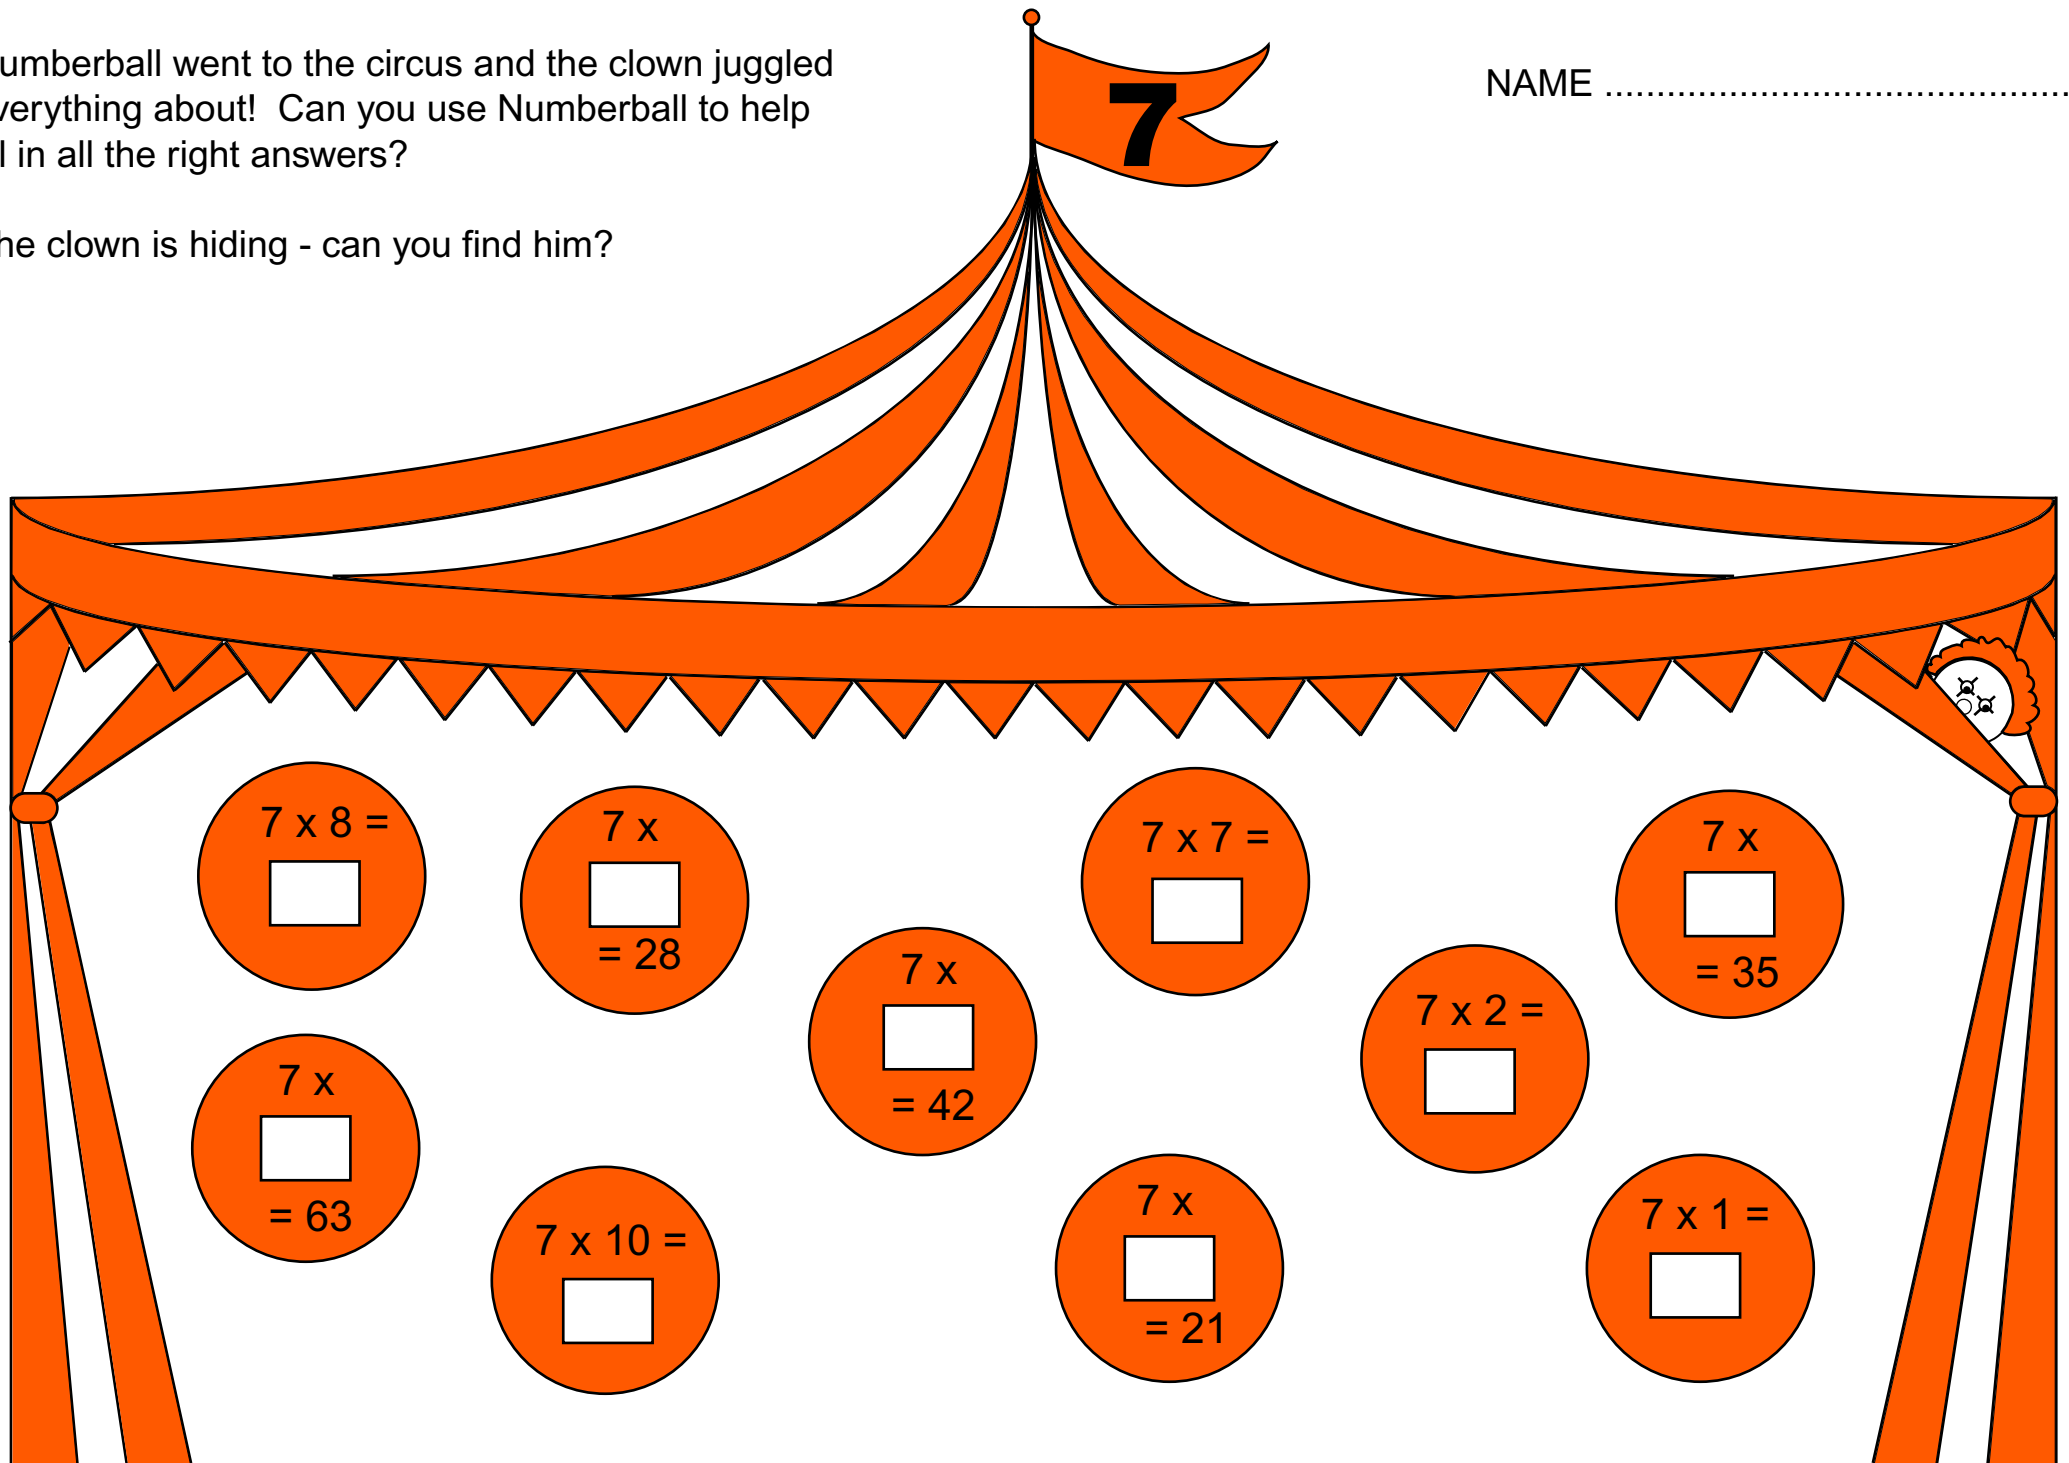 umberball went to the circus and the clown juggled
verything about!  Can you use Numberball to help
l in all the right answers?
he clown is hiding - can you find him?
7
NAME ............................................
7 x 8 =
7 x
= 28
7 x 7 =
7 x
= 35
7 x
= 42
7 x 2 =
7 x
= 63
7 x 10 =
7 x
= 21
7 x 1 =